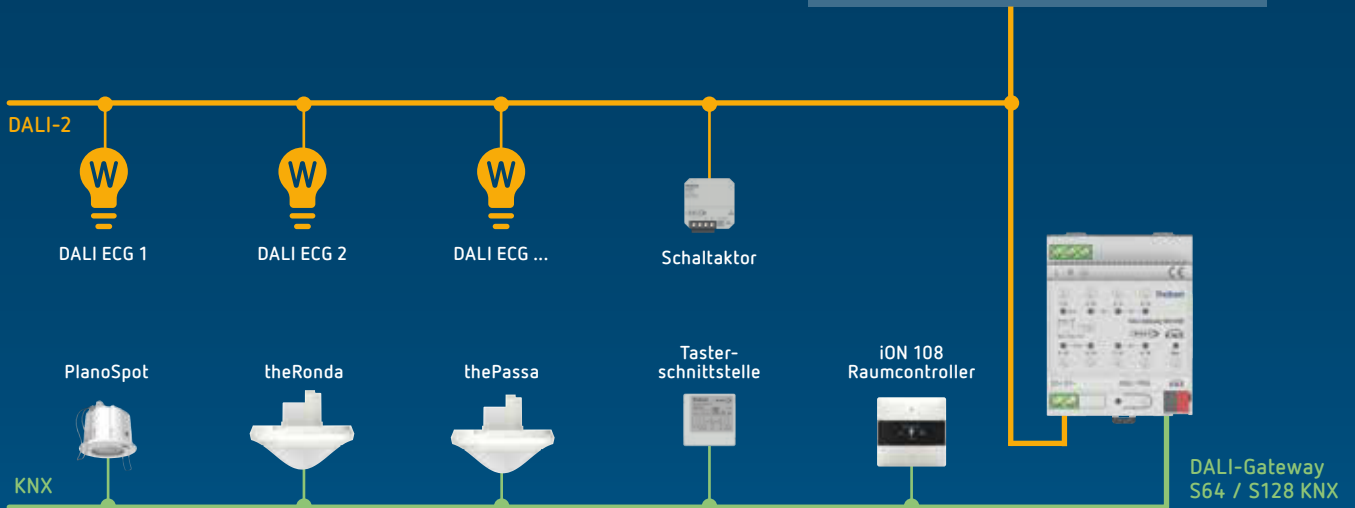 DALI-2
W
W
W
DALI ECG 1
DALI ECG 2
DALI ECG ...
Schaltaktor
PlanoSpot
theRonda
thePassa
Taster-
schnittstelle
iON 108
Raumcontroller
KNX
DALI-Gateway
S64 / S128 KNX